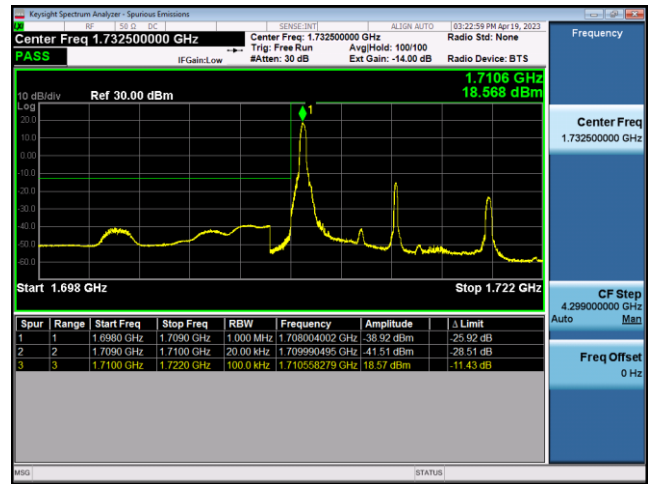 Keysight Spectrum Analyzer - Spurious Emissions
RF 50 Ω DC SENSE:INT ALIGN AUTO 03:22:59 PM Apr 19, 2023
Center Freq 1.732500000 GHz
Center Freq: 1.732500000 GHz Radio Std: None
Trig: Free Run Avg|Hold: 100/100
PASS IFGain:Low #Atten: 30 dB Ext Gain: -14.00 dB Radio Device: BTS
1.7106 GHz
18.568 dBm
10 dB/div Ref 30.00 dBm
Log
1
20.0
10.0
0.00
-10.0
-20.0
-30.0
-40.0
-50.0
-60.0
Start 1.698 GHz Stop 1.722 GHz
Spur Range Start Freq Stop Freq RBW Frequency Amplitude Δ Limit
1 1 1.6980 GHz 1.7090 GHz 1.000 MHz 1.708004002 GHz -38.92 dBm -25.92 dB
2 2 1.7090 GHz 1.7100 GHz 20.00 kHz 1.709990495 GHz -41.51 dBm -28.51 dB
3 3 1.7100 GHz 1.7220 GHz 100.0 kHz 1.710558279 GHz 18.57 dBm -11.43 dB
Frequency
Center Freq
1.732500000 GHz
CF Step
4.299000000 GHz
Auto Man
Freq Offset
0 Hz
MSG STATUS